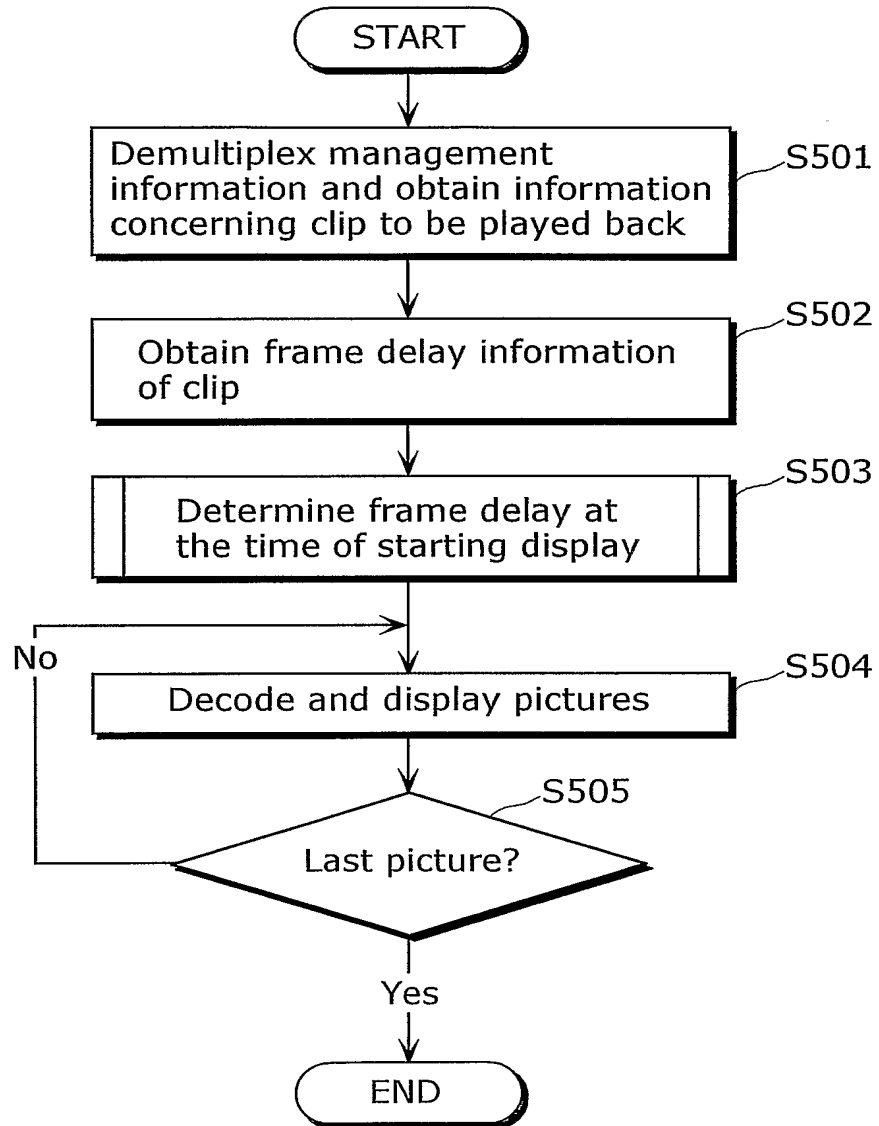 START
Demultiplex management
information and obtain information
concerning clip to be played back
S501
Obtain frame delay information
of clip
S502
Determine frame delay at
the time of starting display
S503
No
Decode and display pictures
S504
Last picture?
S505
Yes
END